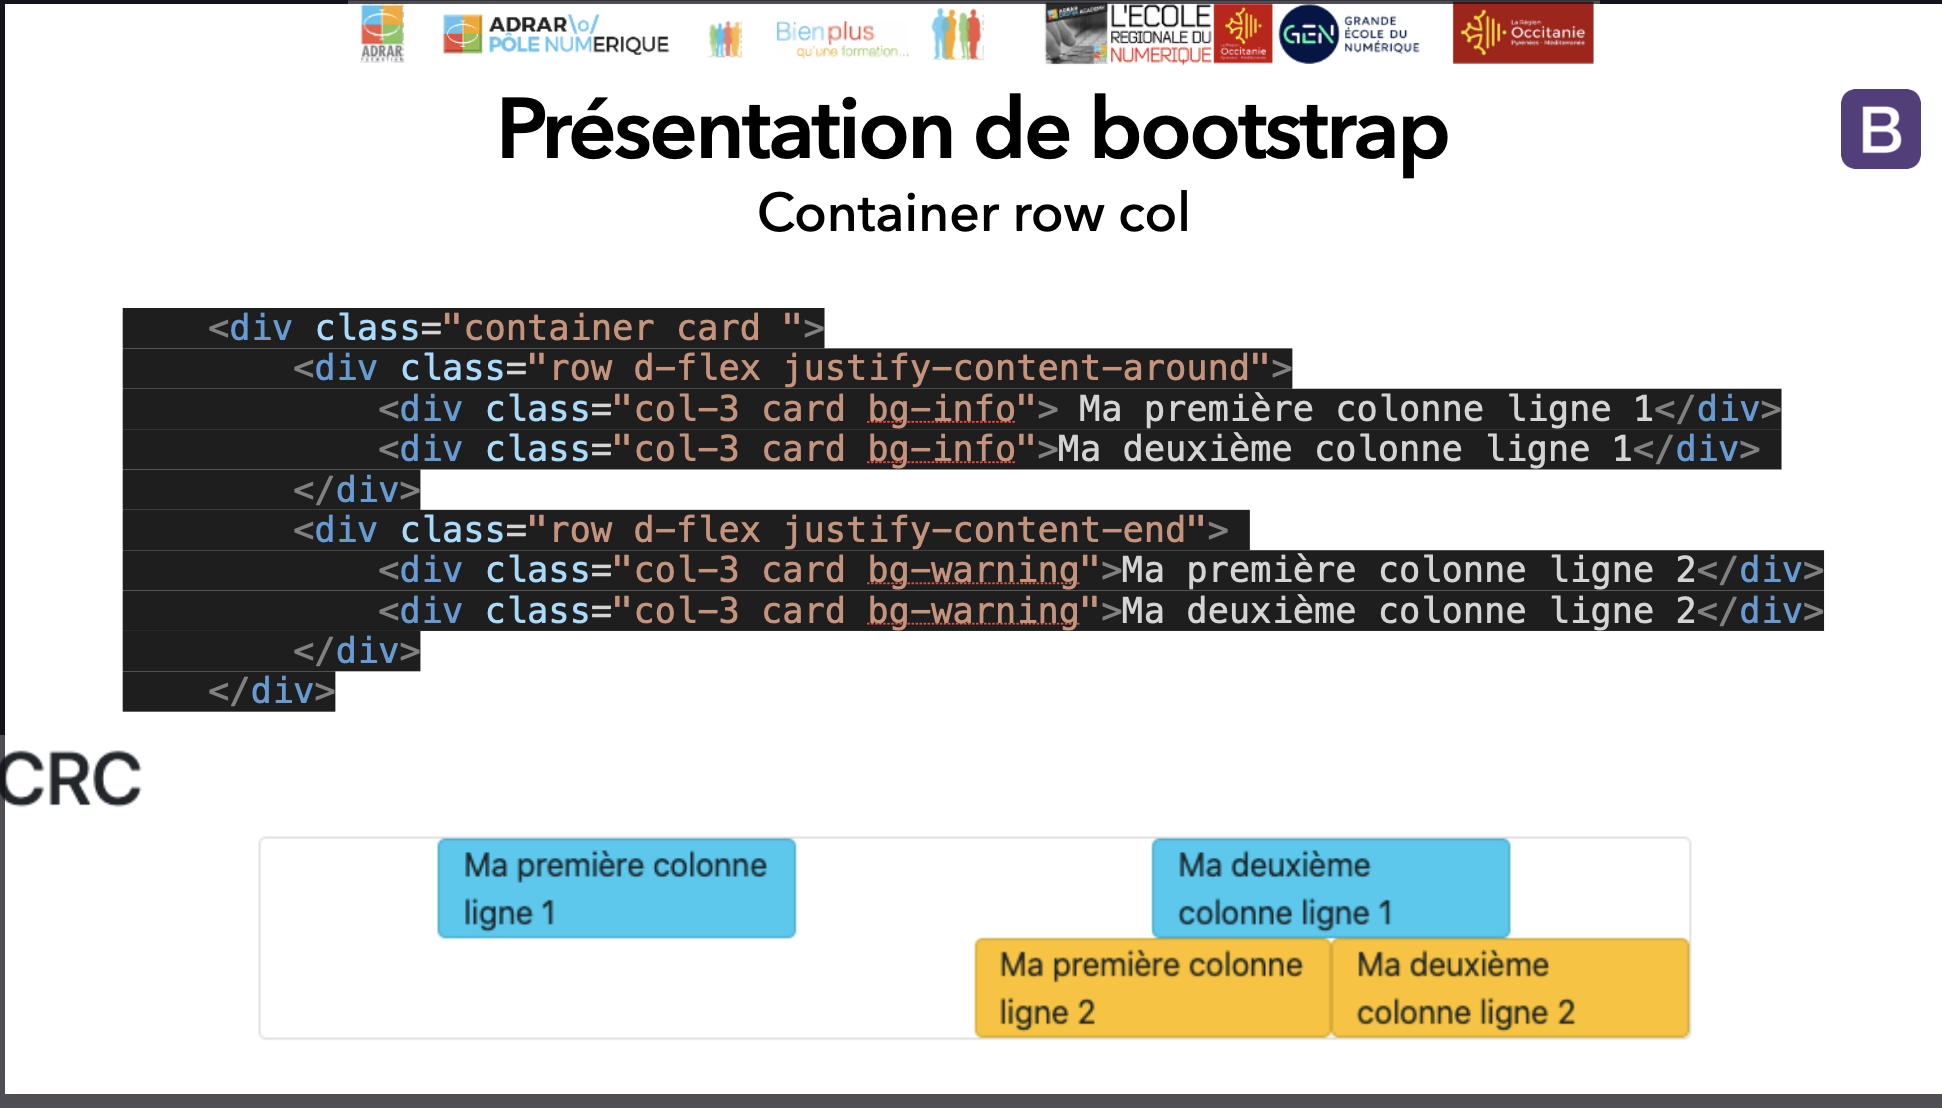 ADRAR
FORMATION
ADRAR\o/
PÔLE NUMERIQUE
Bienplus
qu'une formation...
L'ECOLE
REGIONALE DU
NUMERIQUE
Occitanie
GEN
GRANDE
ÉCOLE DU
NUMÉRIQUE
La Région
Occitanie
Pyrénées - Méditerranée
Présentation de bootstrap
B
Container row col
<div class="container card ">
<div class="row d-flex justify-content-around">
<div class="col-3 card bg-info"> Ma première colonne ligne 1</div>
<div class="col-3 card bg-info">Ma deuxième colonne ligne 1</div>
</div>
<div class="row d-flex justify-content-end">
<div class="col-3 card bg-warning">Ma première colonne ligne 2</div>
<div class="col-3 card bg-warning">Ma deuxième colonne ligne 2</div>
</div>
</div>
CRC
Ma première colonne
ligne 1
Ma deuxième
colonne ligne 1
Ma première colonne
ligne 2
Ma deuxième
colonne ligne 2